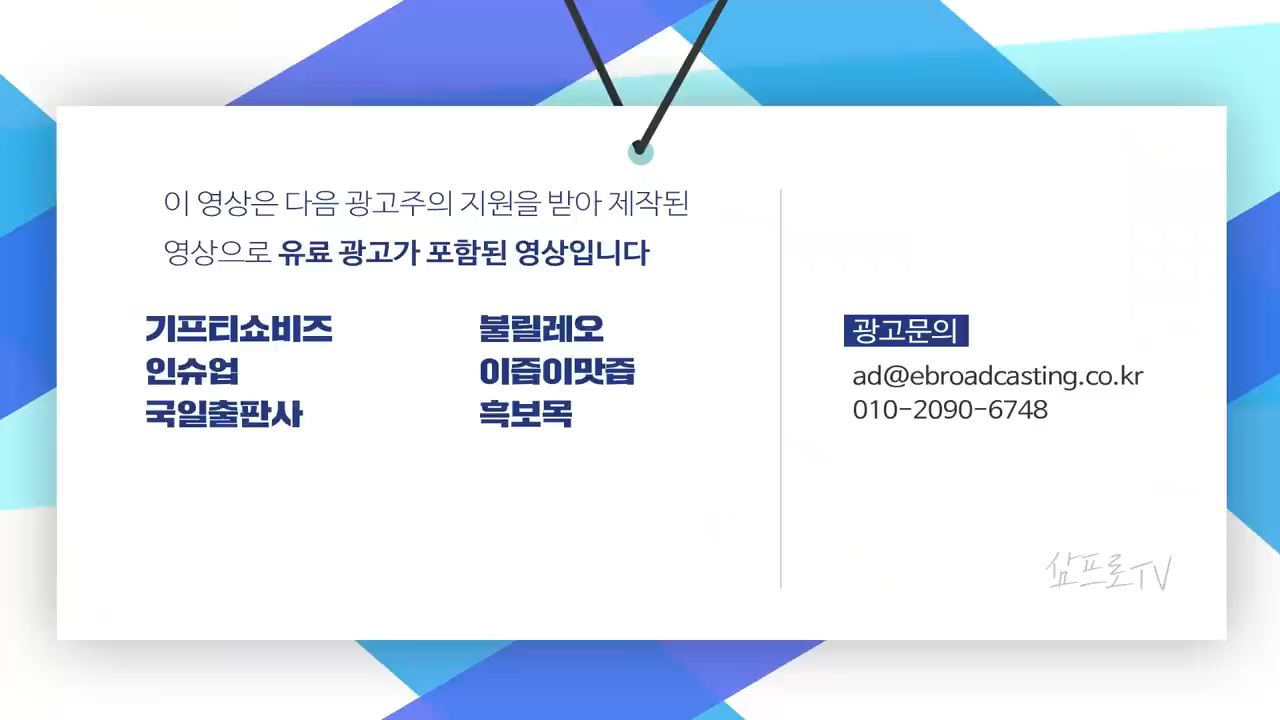 이 영상은 다음 광고주의 지원을 받아 제작된
영상으로 유료 광고가 포함된 영상입니다
기프티쇼비즈
인슈업
국일출판사
불릴레오
이즙이맛즙
흑보목
광고문의
ad@ebroadcasting.co.kr
010-2090-6748
삼프로TV